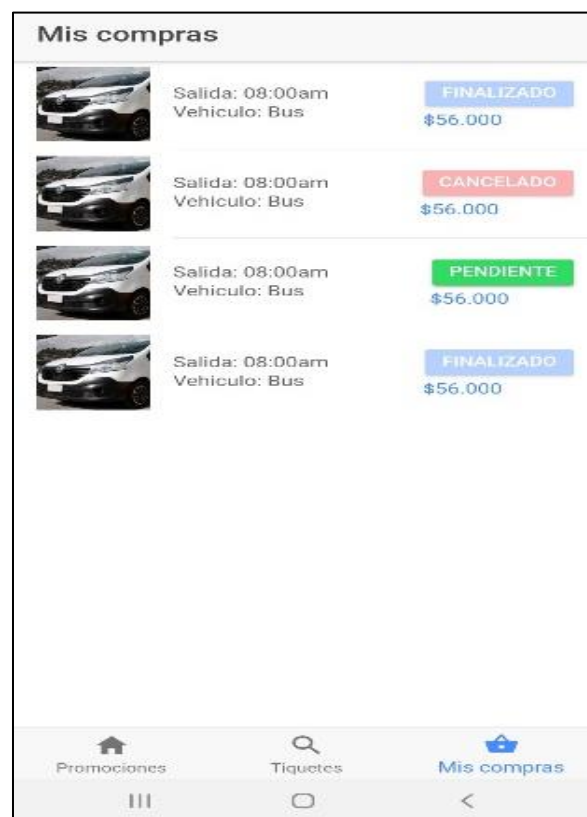 Mis compras
Salida: 08:00am
Vehiculo: Bus
FINALIZADO
$56.000
Salida: 08:00am
Vehiculo: Bus
CANCELADO
$56.000
Salida: 08:00am
Vehiculo: Bus
PENDIENTE
$56.000
Salida: 08:00am
Vehiculo: Bus
FINALIZADO
$56.000
Promociones
Tiquetes
Mis compras